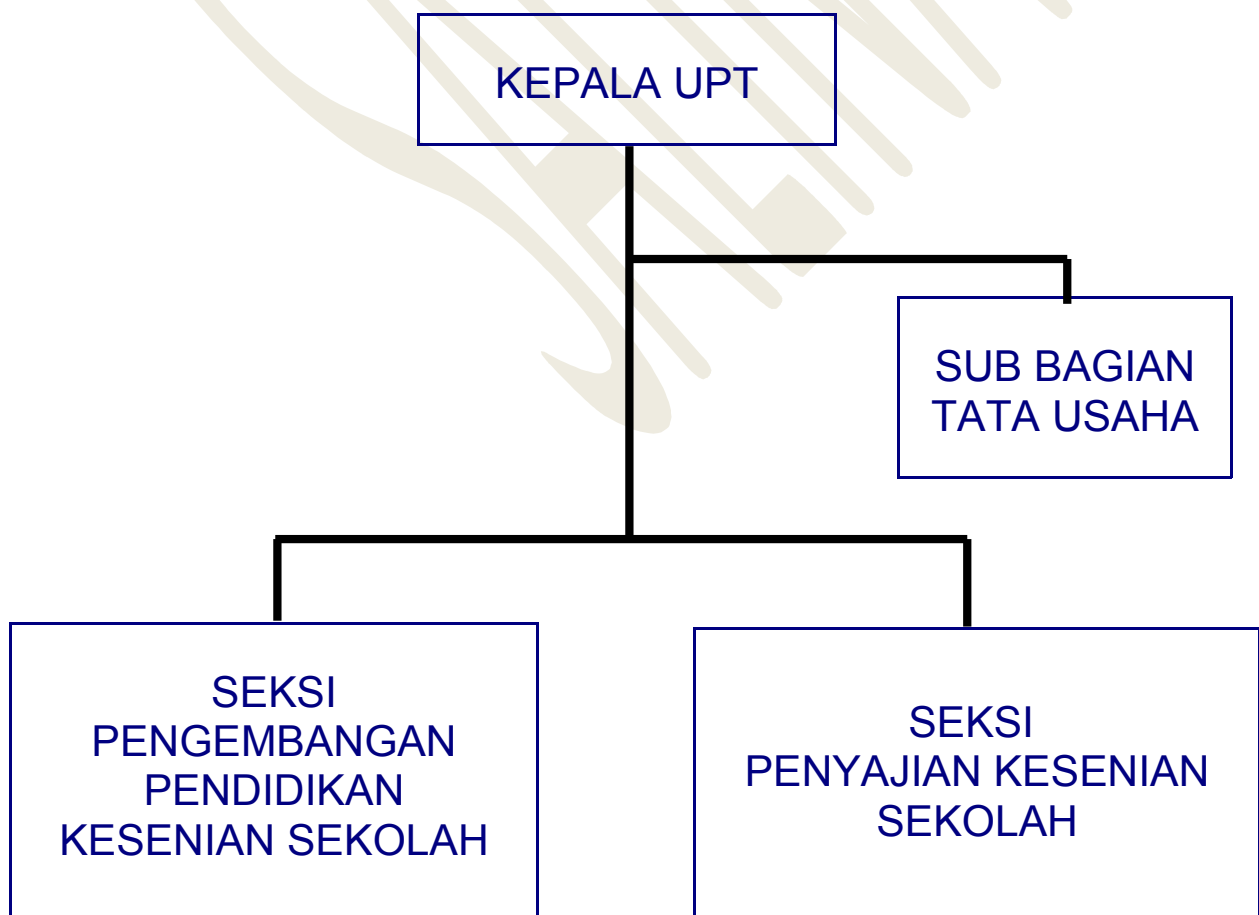 KEPALA UPT
SUB BAGIAN
TATA USAHA
SEKSI
PENGEMBANGAN
PENDIDIKAN
KESENIAN SEKOLAH
SEKSI
PENYAJIAN KESENIAN
SEKOLAH